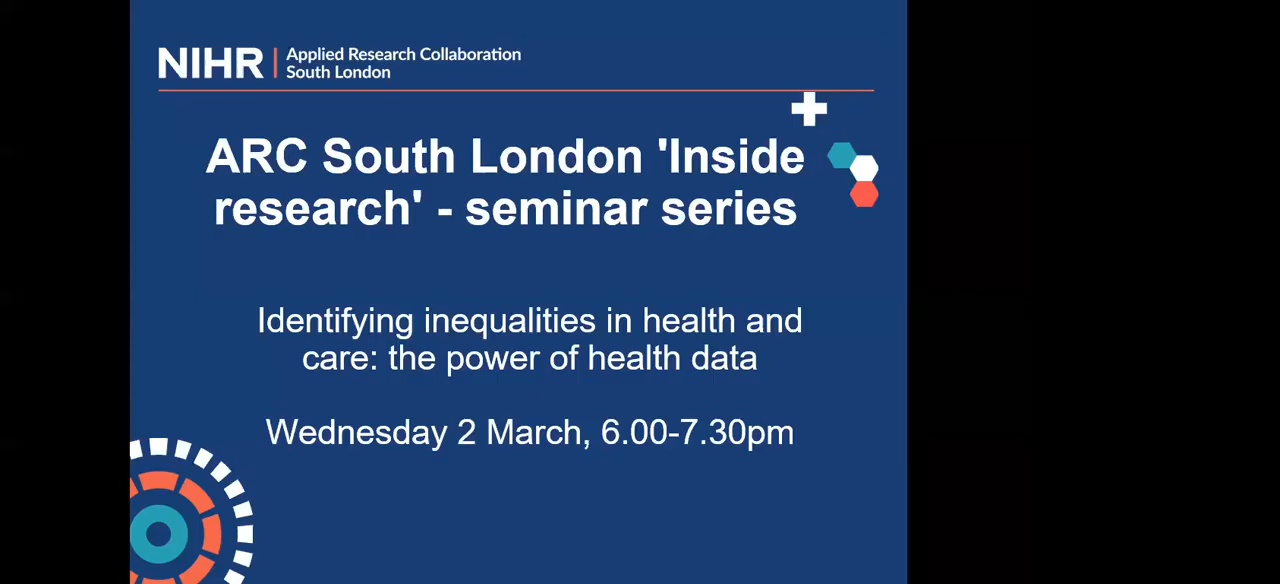 NIHR
Applied Research Collaboration
South London
ARC South London 'Inside
research' - seminar series
Identifying inequalities in health and
care: the power of health data
Wednesday 2 March, 6.00-7.30pm